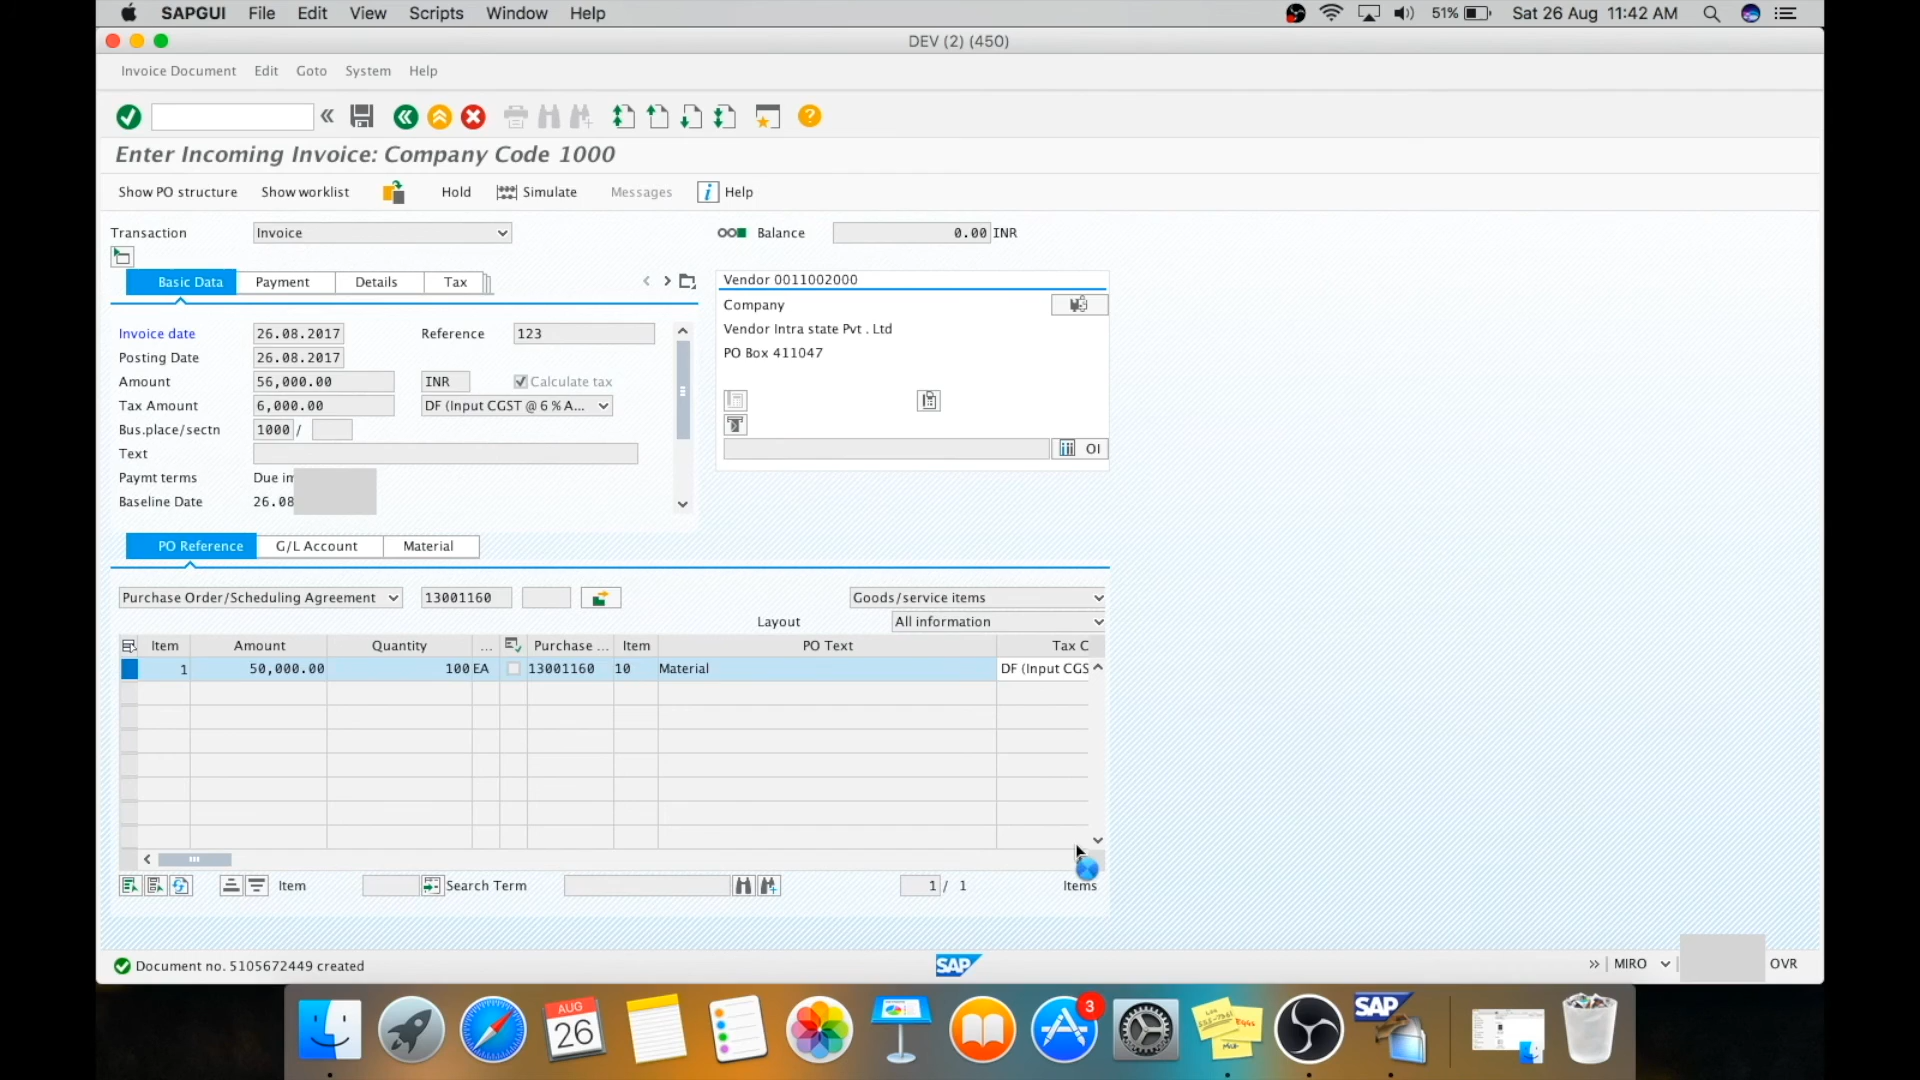 SAPGUI File Edit View Scripts Window Help 51% Sat 26 Aug 11:42 AM
DEV (2) (450)
Invoice Document Edit Goto System Help
Enter Incoming Invoice: Company Code 1000
Show PO structure Show worklist Hold Simulate Messages Help
Transaction Invoice Balance 0.00 INR
Basic Data Payment Details Tax
Vendor 0011002000
Company
Vendor Intra state Pvt . Ltd
PO Box 411047
OI
Invoice date 26.08.2017 Reference 123
Posting Date 26.08.2017
Amount 56,000.00 INR Calculate tax
Tax Amount 6,000.00 DF (Input CGST @ 6 % A...
Bus.place/sectn 1000 /
Text
Paymt terms Due in
Baseline Date 26.08
PO Reference G/L Account Material
Purchase Order/Scheduling Agreement 13001160 Goods/service items
Layout All information
Item Amount Quantity ... Purchase ... Item PO Text Tax C
1 50,000.00 100 EA 13001160 10 Material DF (Input CGS
Item Search Term 1 / 1 Items
Document no. 5105672449 created SAP MIRO OVR
AUG
26
3
SAP